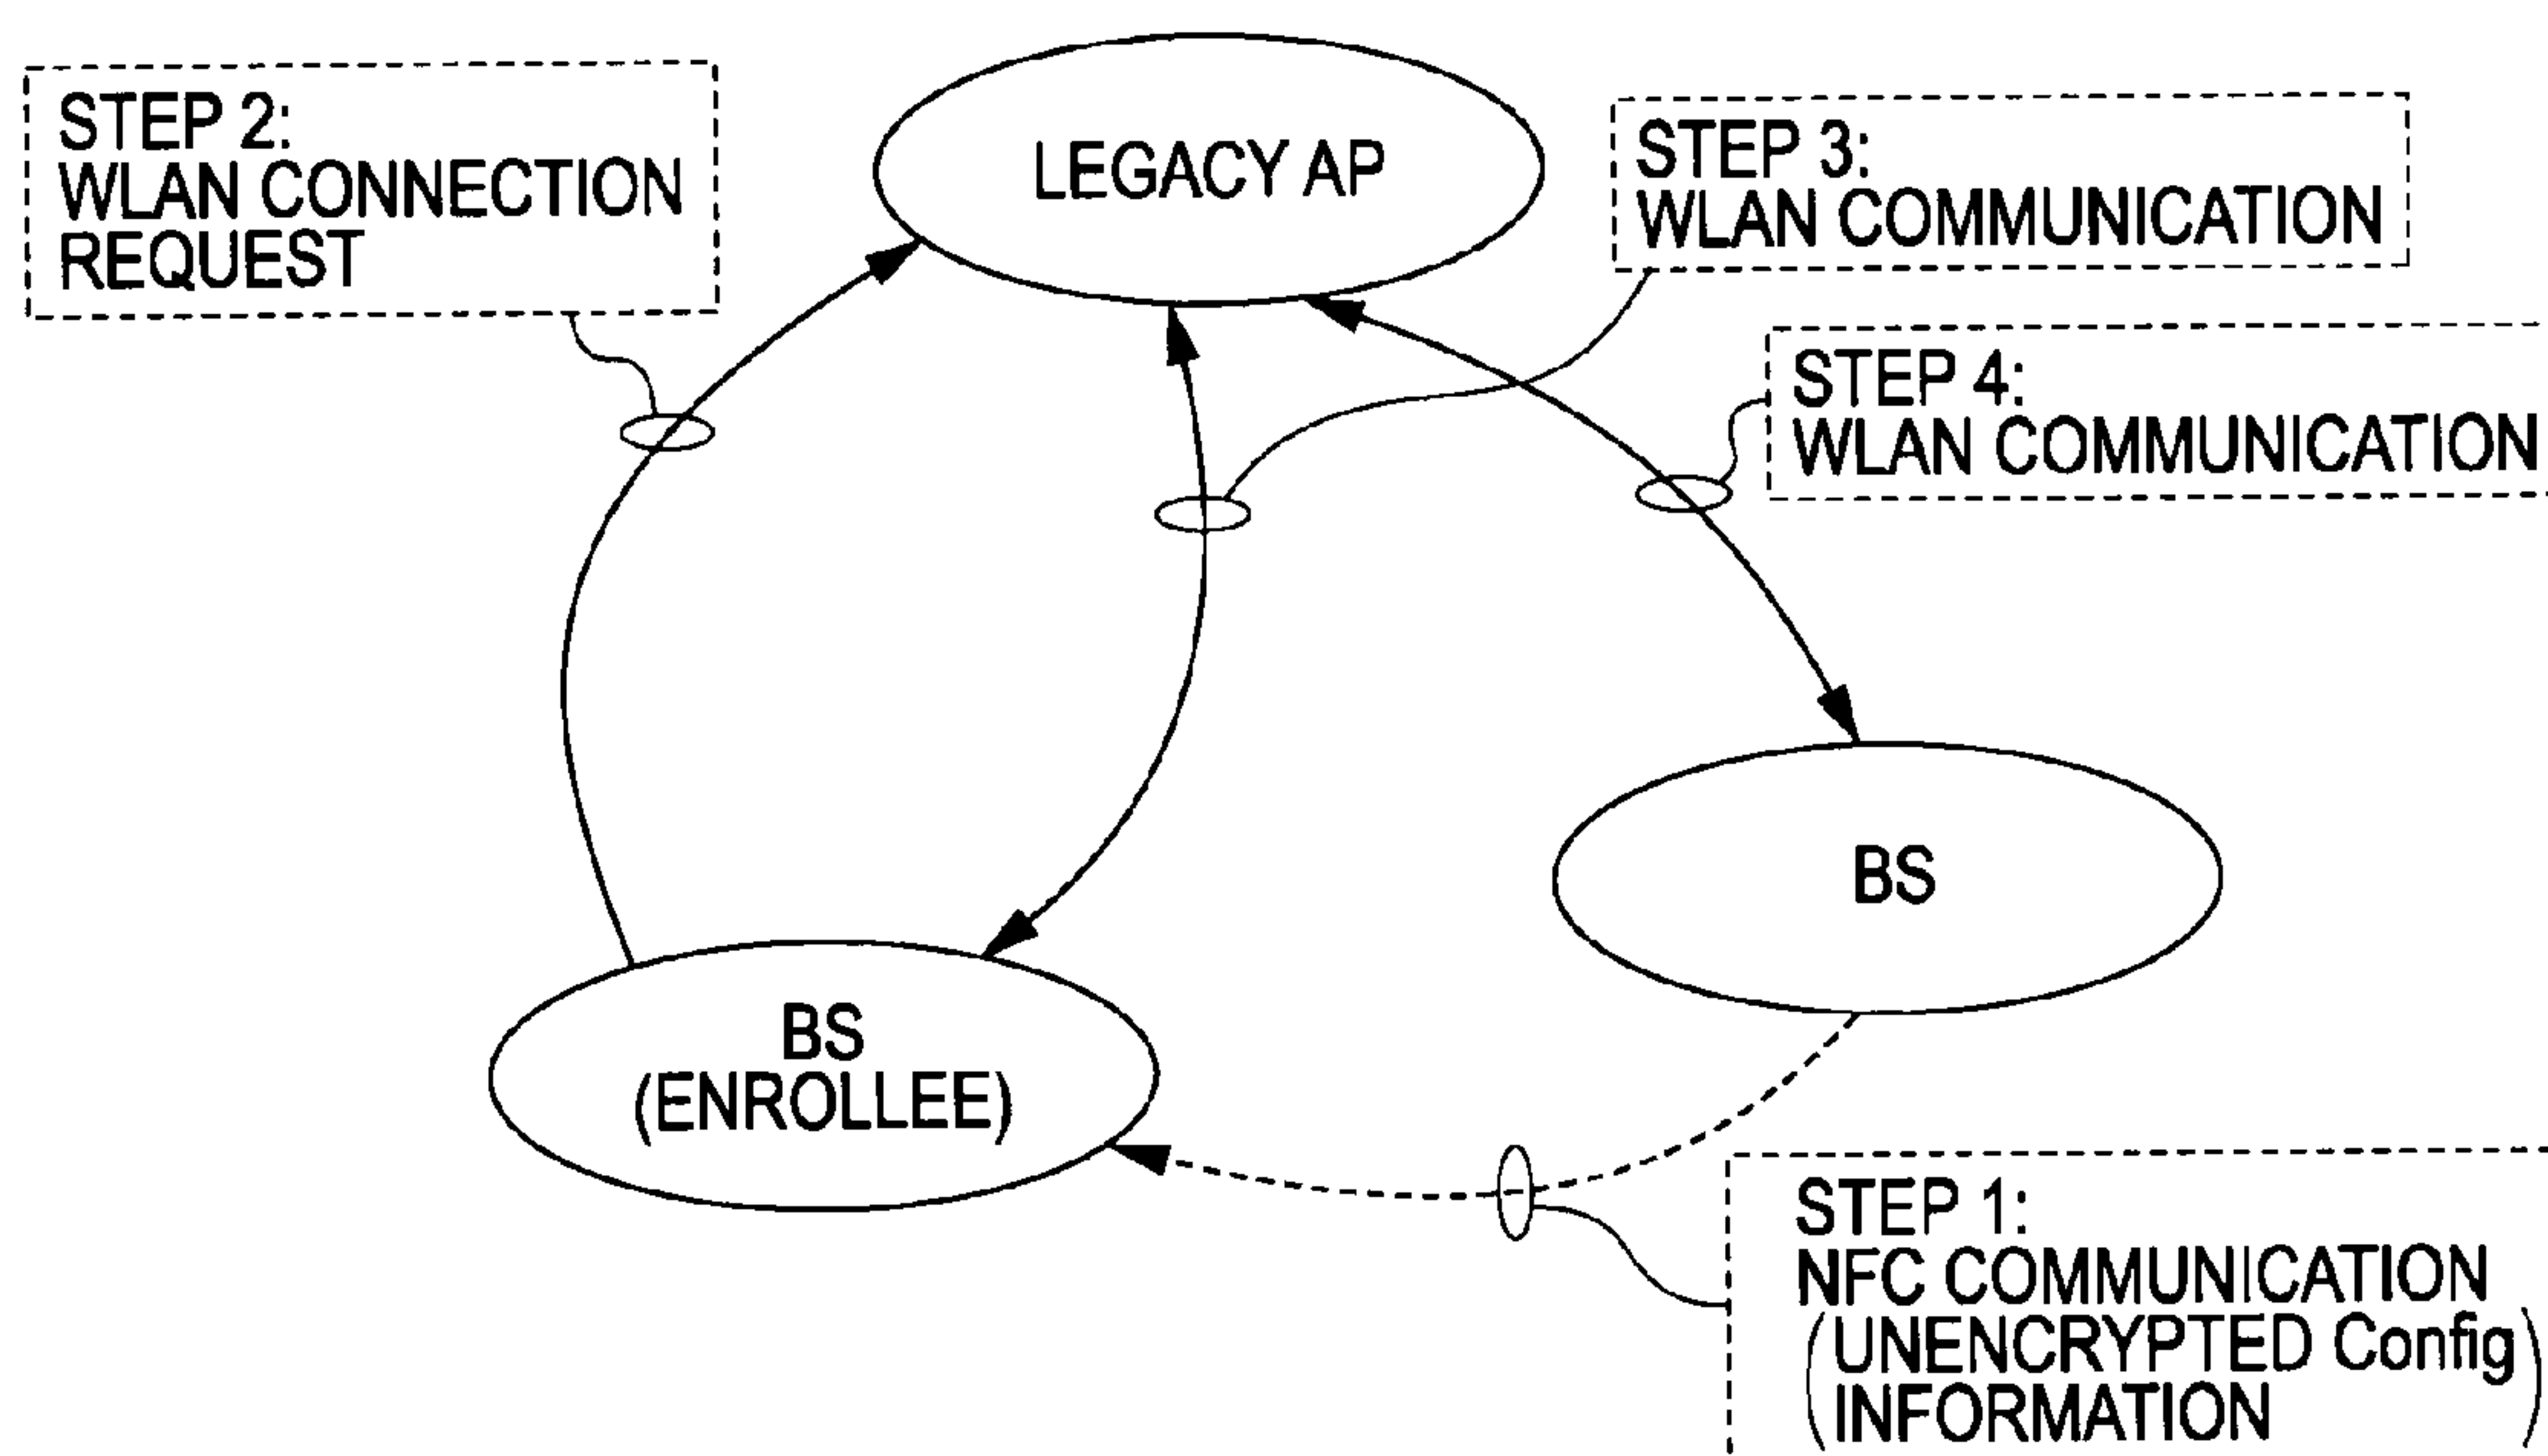 STEP 2:
WLAN CONNECTION
REQUEST
LEGACY AP
STEP 3:
WLAN COMMUNICATION
STEP 4:
WLAN COMMUNICATION
BS
BS
(ENROLLEE)
STEP 1:
NFC COMMUNICATION
(UNENCRYPTED Config
INFORMATION)